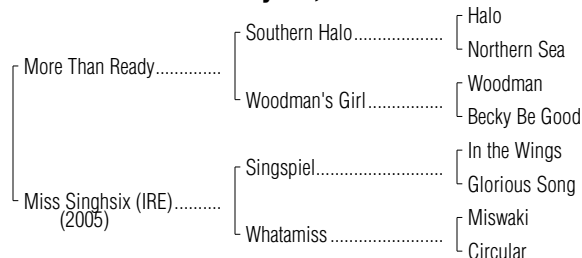 Halo
Southern Halo....................
Northern Sea
More Than Ready..............
Woodman
Woodman's Girl.................
Becky Be Good
In the Wings
Singspiel.............................
Glorious Song
Miss Singhsix (IRE)..........
(2005)
Miswaki
Whatamiss.........................
Circular